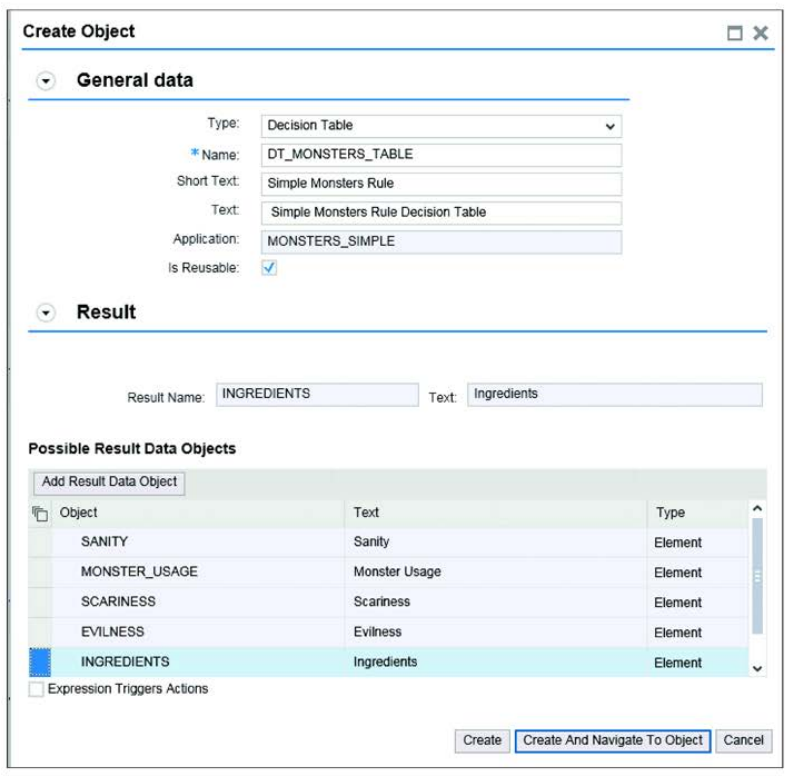 Create Object
General data
Type: Decision Table
* Name: DT_MONSTERS_TABLE
Short Text: Simple Monsters Rule
Text: Simple Monsters Rule Decision Table
Application: MONSTERS_SIMPLE
Is Reusable:
Result
Result Name: INGREDIENTS Text: Ingredients
Possible Result Data Objects
Add Result Data Object
Object Text Type
SANITY Sanity Element
MONSTER_USAGE Monster Usage Element
SCARINESS Scariness Element
EVILNESS Evilness Element
INGREDIENTS Ingredients Element
Expression Triggers Actions
Create Create And Navigate To Object Cancel